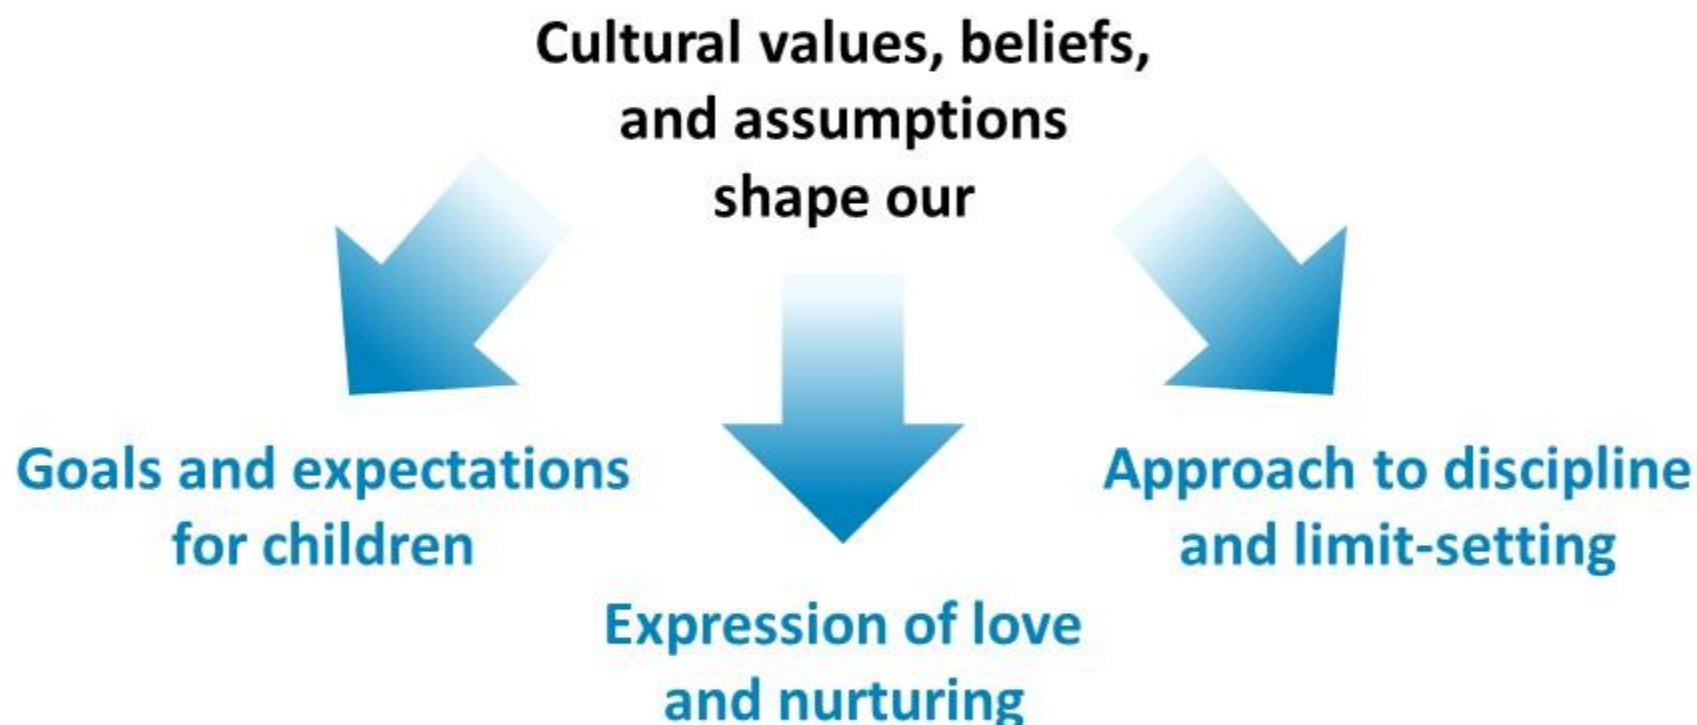 Cultural values, beliefs,
and assumptions
shape our
Goals and expectations
for children
Expression of love
and nurturing
Approach to discipline
and limit-setting